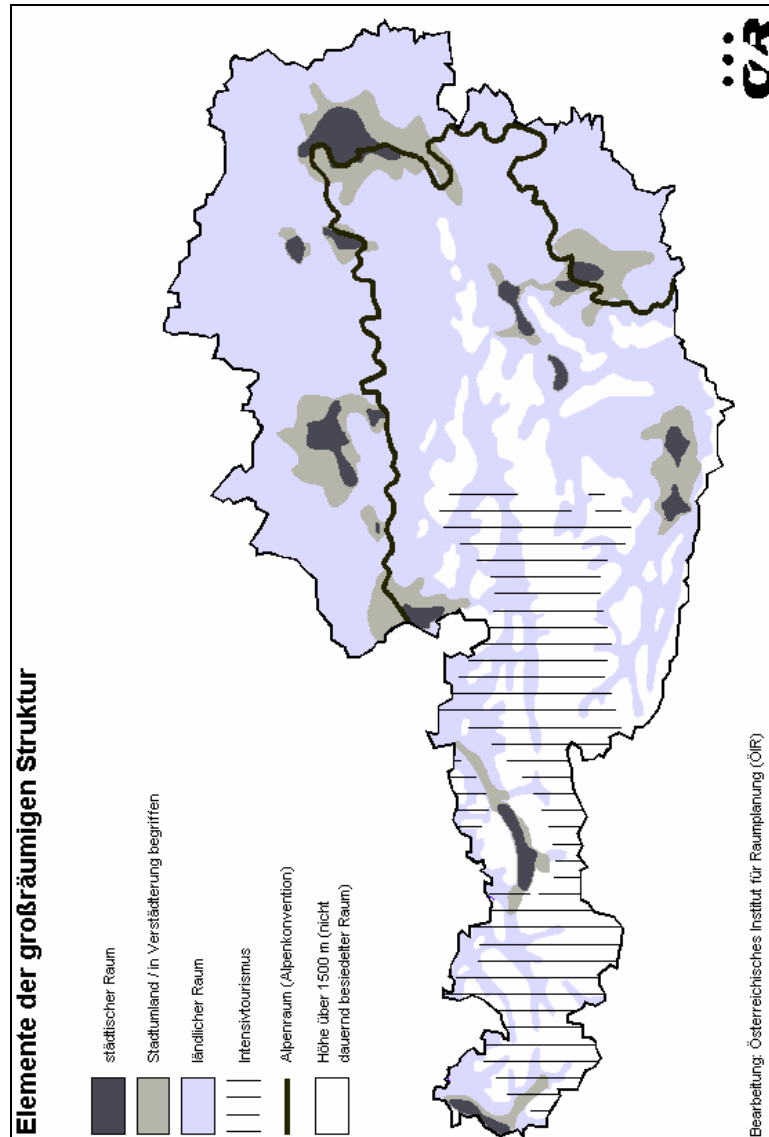 Elemente der großräumigen Struktur
städtischer Raum
Stadtumland / in Verstädterung begriffen
ländlicher Raum
Intensivtourismus
Alpenraum (Alpenkonvention)
Höhe über 1500 m (nicht
dauernd besiedelter Raum)
Bearbeitung: Österreichisches Institut für Raumplanung (ÖIR)
ÖIR